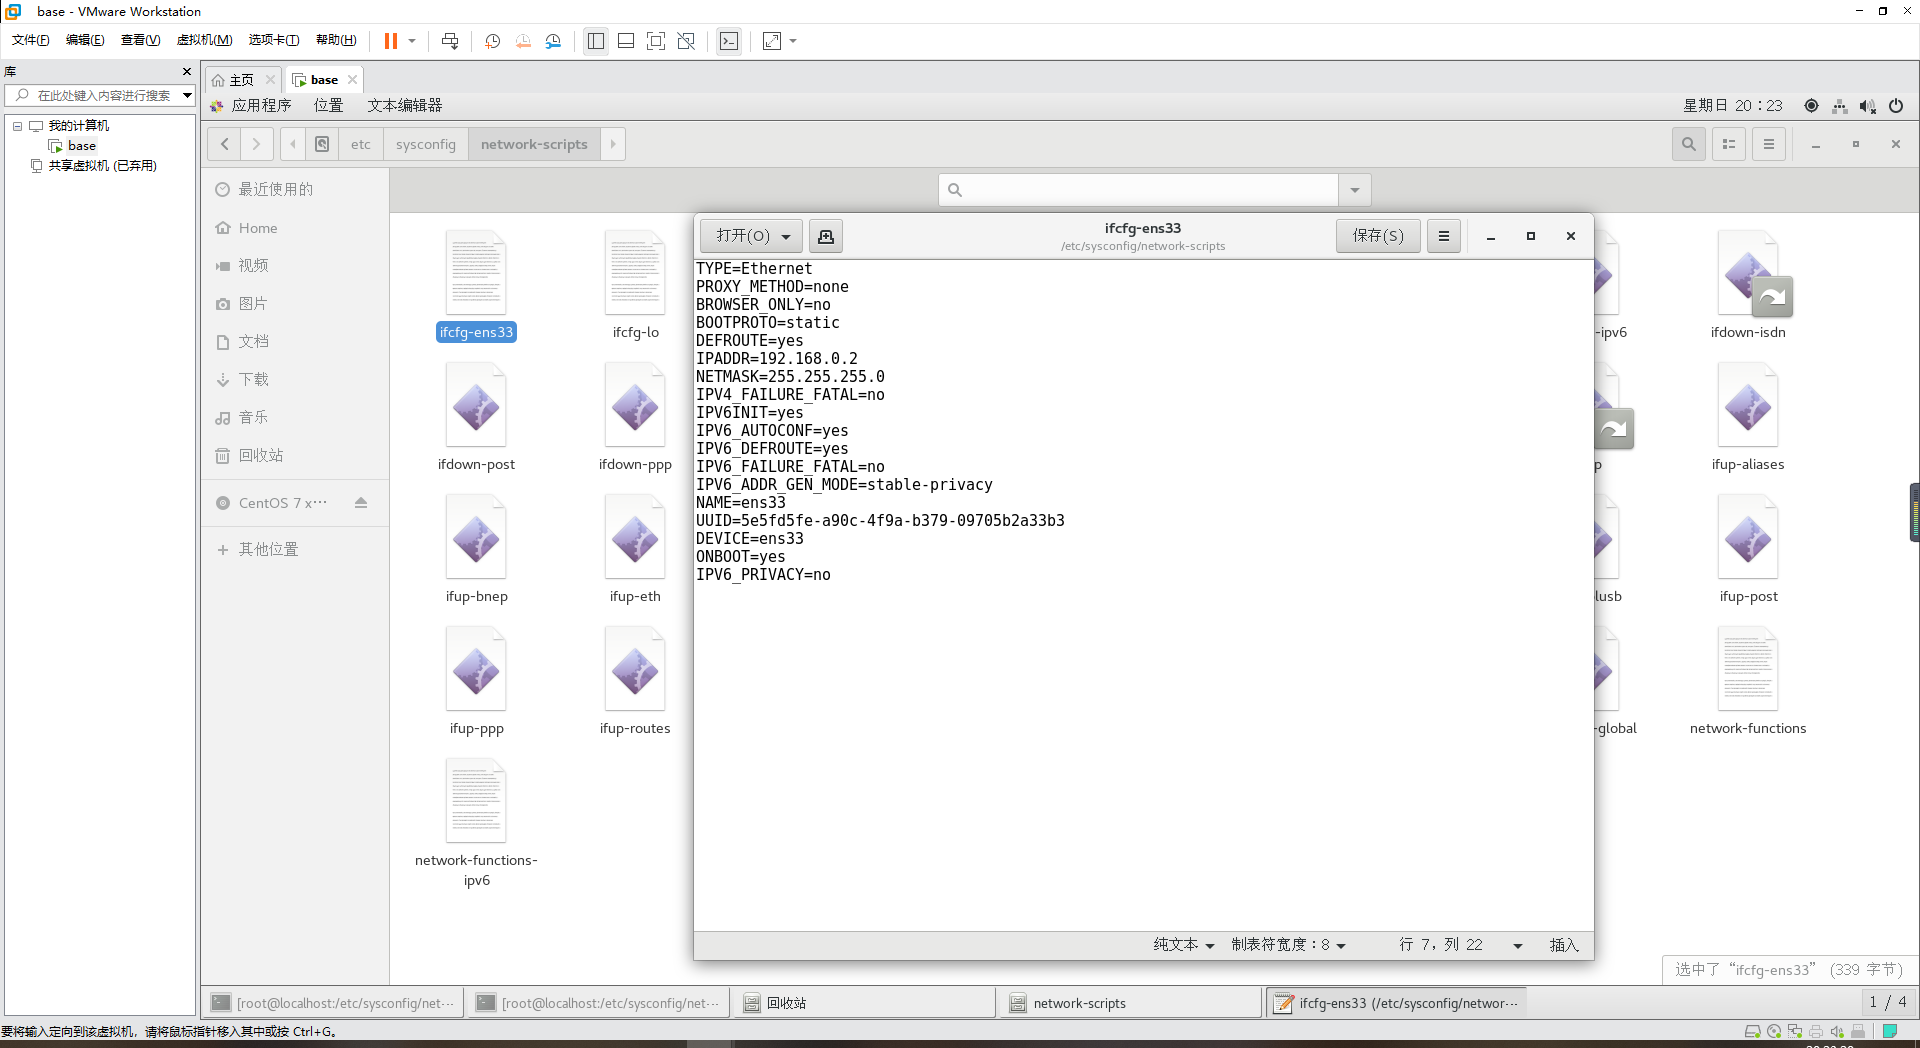 base - VMware Workstation
文件(F) 编辑(E) 查看(V) 虚拟机(M) 选项卡(T) 帮助(H)
库
在此处键入内容进行搜索
我的计算机
base
共享虚拟机 (已弃用)
主页 base
应用程序 位置 文本编辑器 星期日 20：23
etc sysconfig network-scripts
最近使用的
Home
视频
图片
文档
下载
音乐
回收站
CentOS 7 x···
其他位置
ifcfg-ens33 ifcfg-lo -ipv6 ifdown-isdn
ifdown-post ifdown-ppp p ifup-aliases
ifup-bnep ifup-eth lusb ifup-post
ifup-ppp ifup-routes -global network-functions
network-functions-
ipv6
打开(O) ifcfg-ens33 保存(S)
/etc/sysconfig/network-scripts
TYPE=Ethernet
PROXY_METHOD=none
BROWSER_ONLY=no
BOOTPROTO=static
DEFROUTE=yes
IPADDR=192.168.0.2
NETMASK=255.255.255.0
IPV4_FAILURE_FATAL=no
IPV6INIT=yes
IPV6_AUTOCONF=yes
IPV6_DEFROUTE=yes
IPV6_FAILURE_FATAL=no
IPV6_ADDR_GEN_MODE=stable-privacy
NAME=ens33
UUID=5e5fd5fe-a90c-4f9a-b379-09705b2a33b3
DEVICE=ens33
ONBOOT=yes
IPV6_PRIVACY=no
纯文本 制表符宽度：8 行 7，列 22 插入
选中了 “ifcfg-ens33” (339 字节)
[root@localhost:/etc/sysconfig/net··· [root@localhost:/etc/sysconfig/net··· 回收站 network-scripts ifcfg-ens33 (/etc/sysconfig/networ··· 1 / 4
要将输入定向到该虚拟机，请将鼠标指针移入其中或按 Ctrl+G。